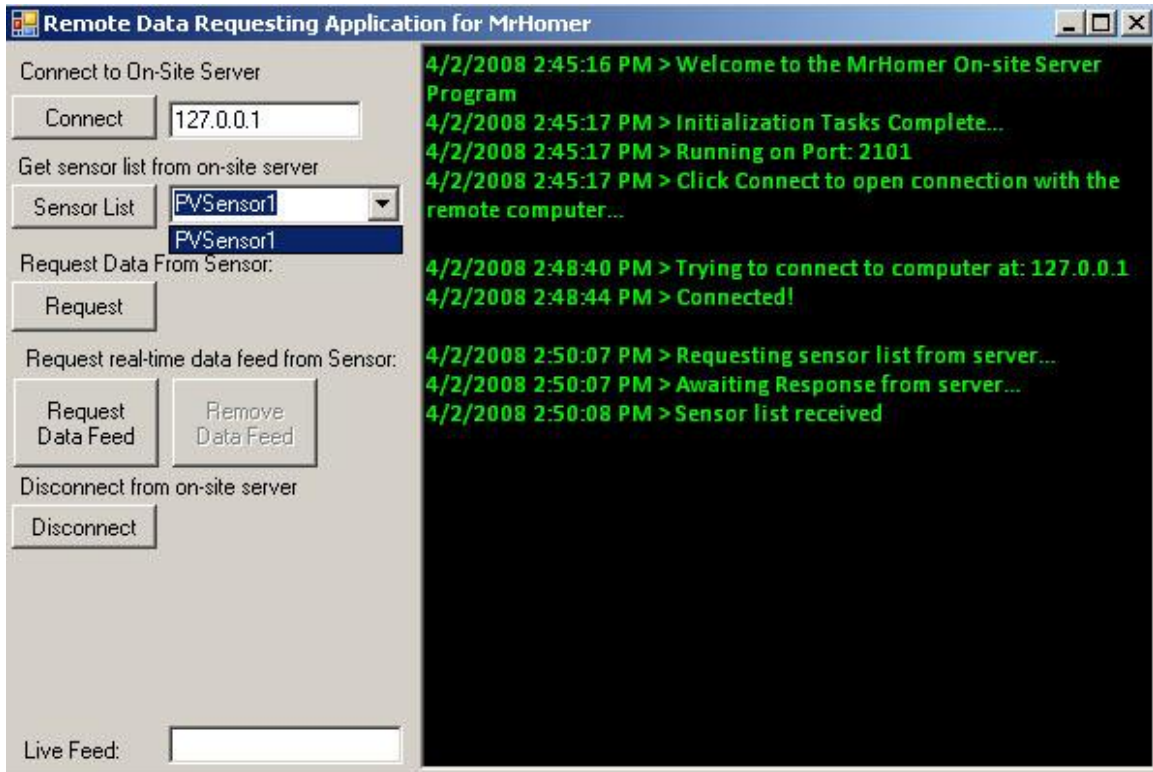 Remote Data Requesting Application for MrHomer
Connect to On-Site Server
Connect
127.0.0.1
Get sensor list from on-site server
Sensor List
PVSensor1
PVSensor1
Request Data From Sensor:
Request
Request real-time data feed from Sensor:
Request
Data Feed
Remove
Data Feed
Disconnect from on-site server
Disconnect
Live Feed:
4/2/2008 2:45:16 PM > Welcome to the MrHomer On-site Server
Program
4/2/2008 2:45:17 PM > Initialization Tasks Complete...
4/2/2008 2:45:17 PM > Running on Port: 2101
4/2/2008 2:45:17 PM > Click Connect to open connection with the
remote computer...
4/2/2008 2:48:40 PM > Trying to connect to computer at: 127.0.0.1
4/2/2008 2:48:44 PM > Connected!
4/2/2008 2:50:07 PM > Requesting sensor list from server...
4/2/2008 2:50:07 PM > Awaiting Response from server...
4/2/2008 2:50:08 PM > Sensor list received